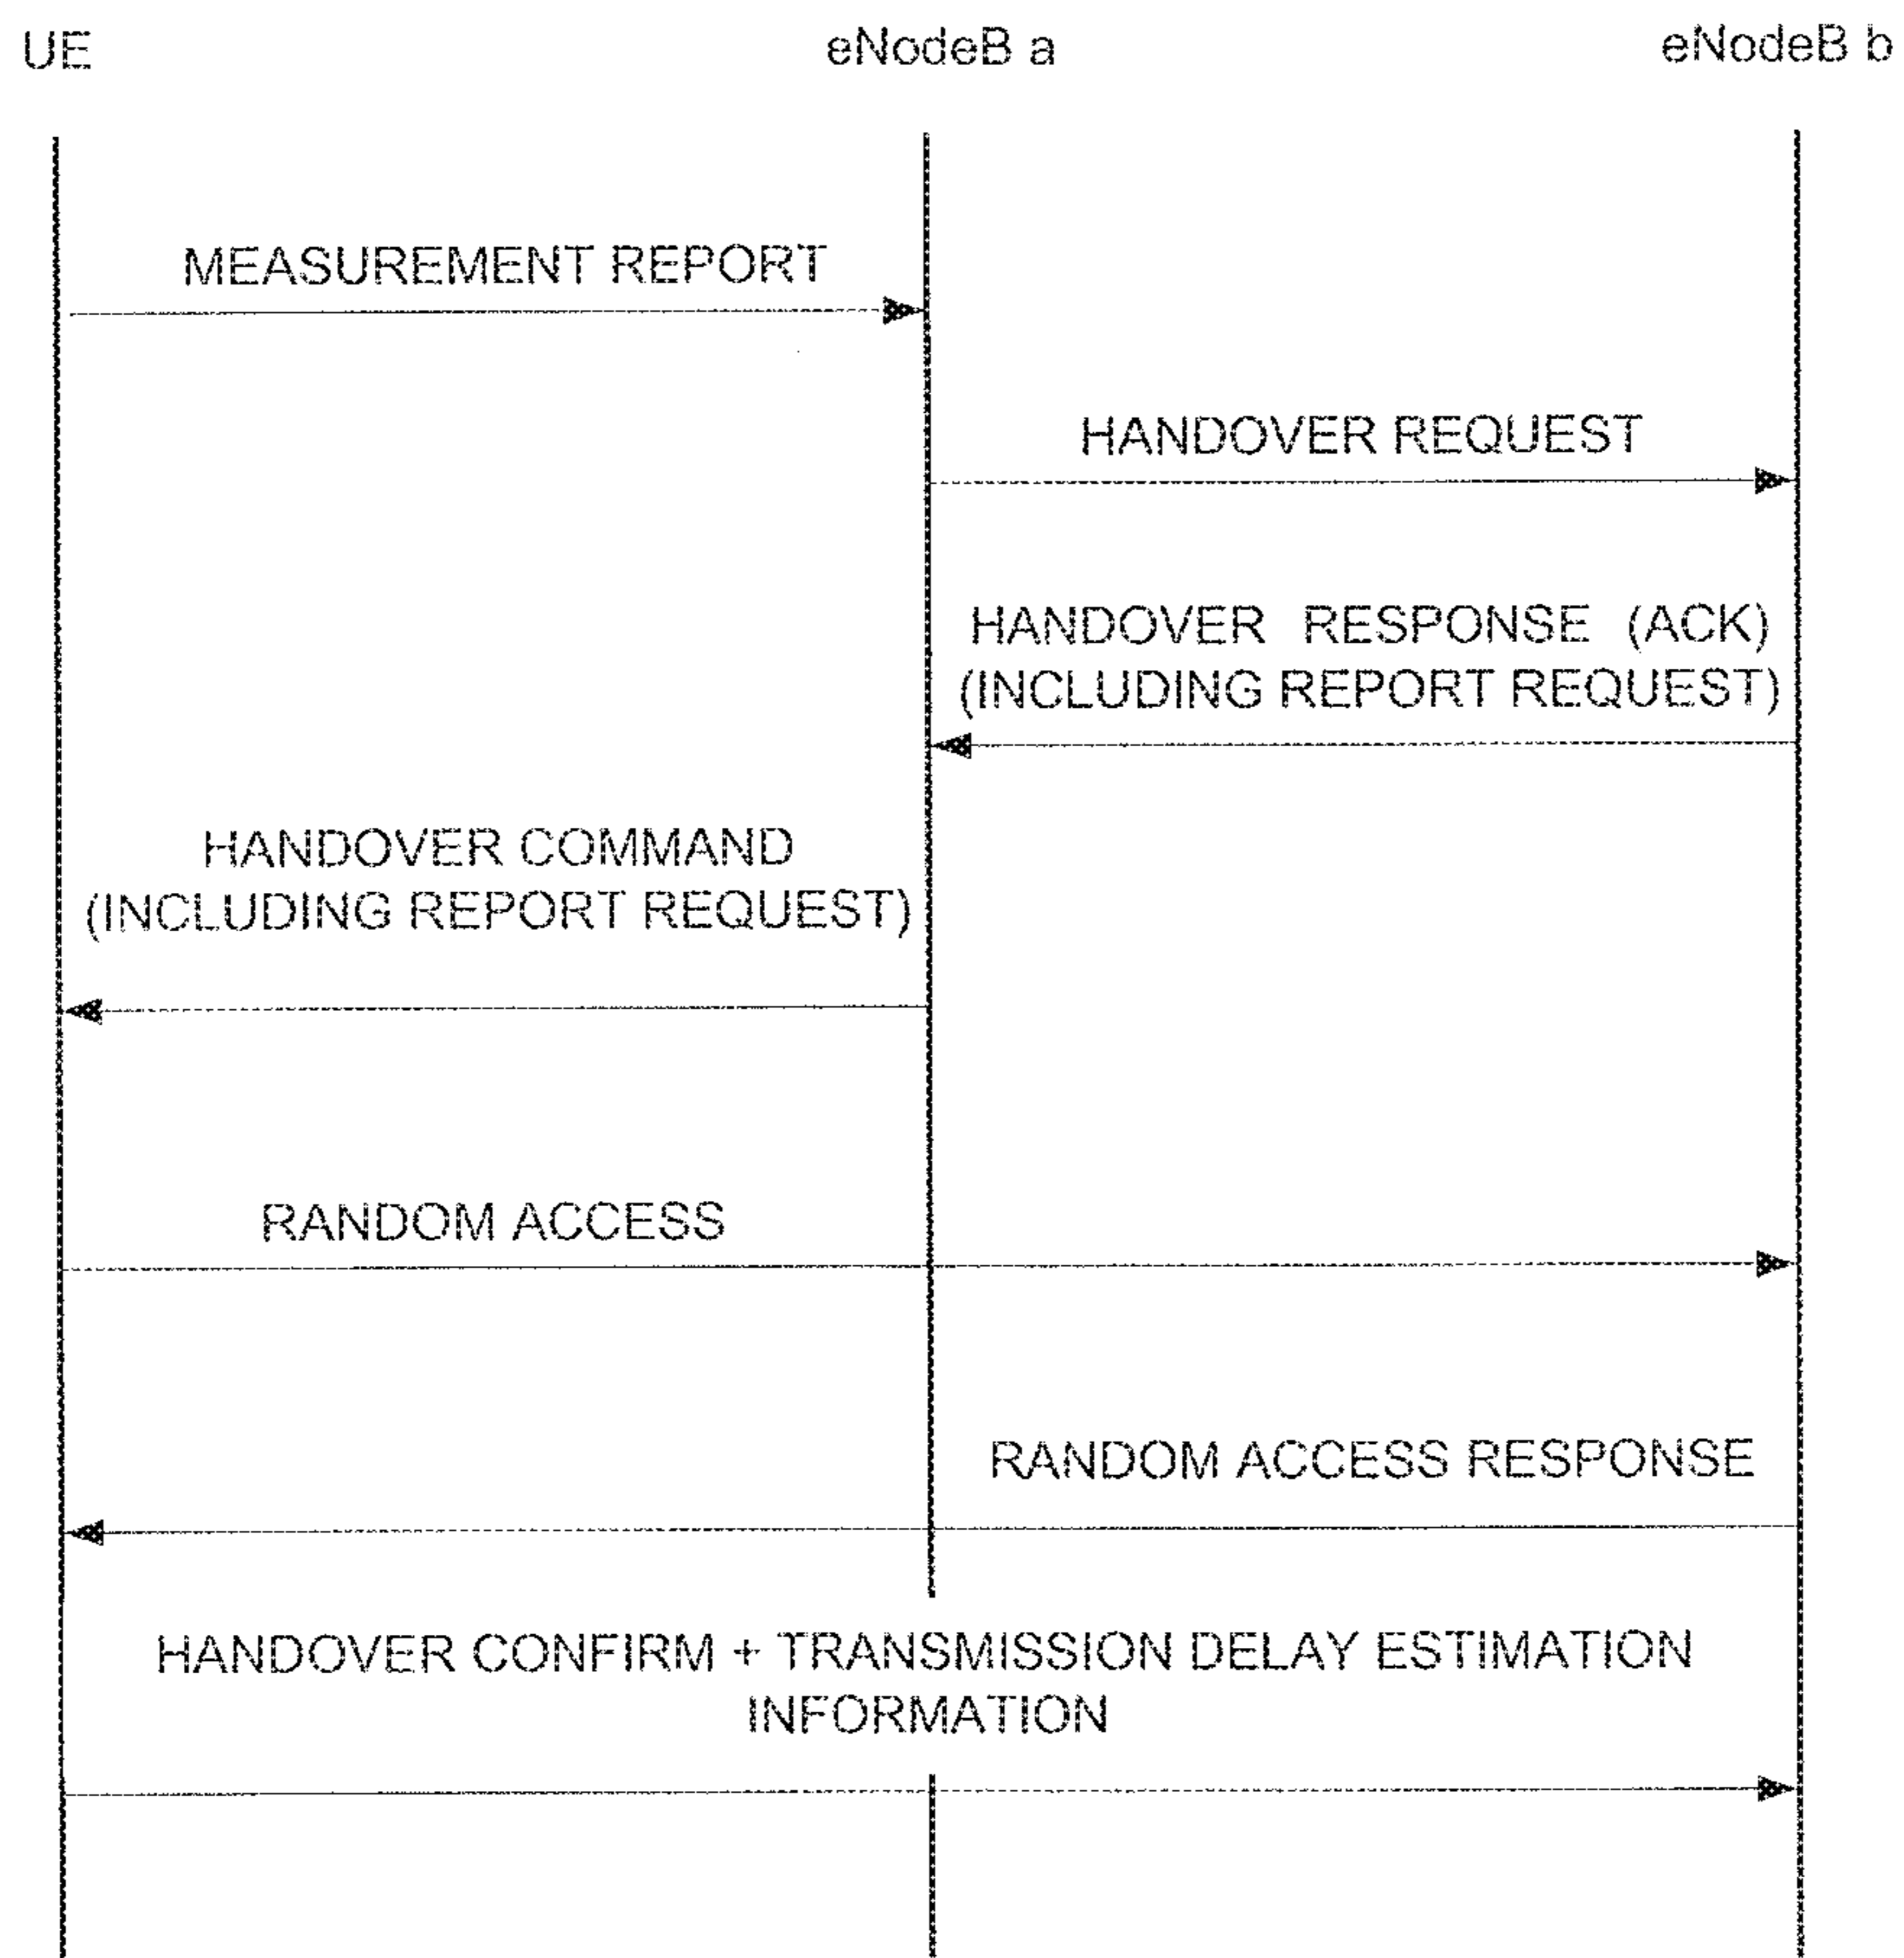 UE eNodeB a eNodeB b
MEASUREMENT REPORT
HANDOVER REQUEST
HANDOVER RESPONSE (ACK)
(INCLUDING REPORT REQUEST)
HANDOVER COMMAND
(INCLUDING REPORT REQUEST)
RANDOM ACCESS
RANDOM ACCESS RESPONSE
HANDOVER CONFIRM + TRANSMISSION DELAY ESTIMATION
INFORMATION